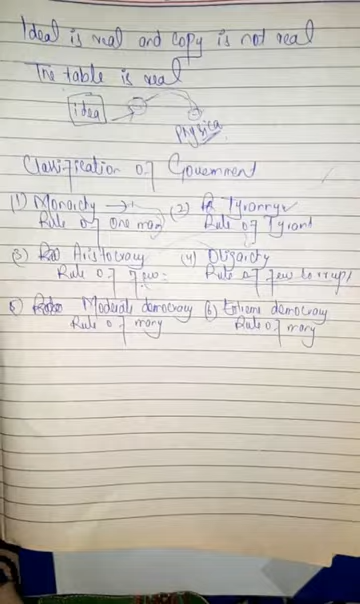 Ideal is real and copy is not real
The table is real
idea
Physica
Classification of Government
(1) Monarchy → (2) Tyranny
Rule of One man Rule of Tyrant
(3) Aristocracy (4) Oligarchy
Rule of few Rule of few corrupt
5) Moderate democracy (6) Extreme democracy
Rule of many Rule of many